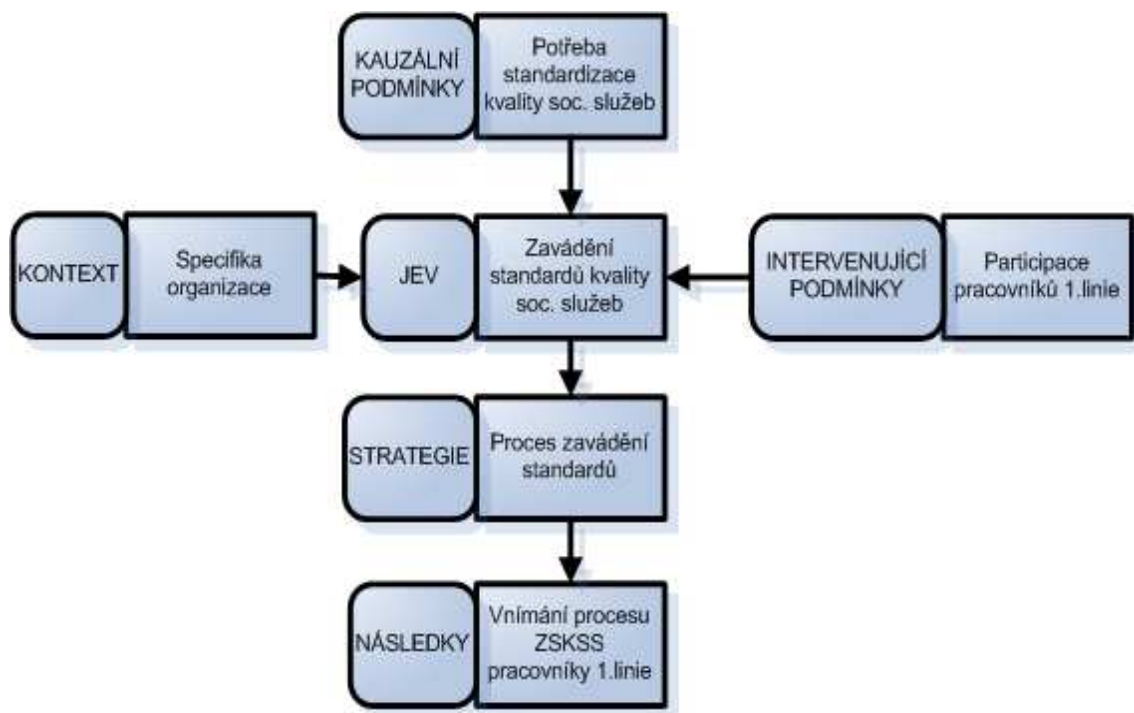 KAUZÁLNÍ
PODMÍNKY
Potřeba
standardizace
kvality soc. služeb
KONTEXT
Specifika
organizace
JEV
Zavádění
standardů kvality
soc. služeb
INTERVENUJÍCÍ
PODMÍNKY
Participace
pracovníků 1.linie
STRATEGIE
Proces zavádění
standardů
NÁSLEDKY
Vnímání procesu
ZSKSS
pracovníky 1.linie